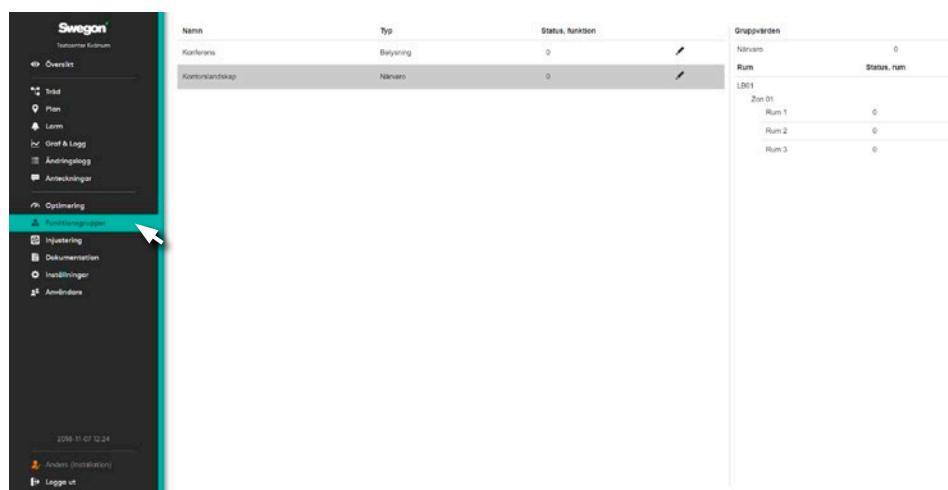 Swegon
Testcenter Kvänum
Översikt
Träd
Plan
Larm
Graf & Logg
Ändringslogg
Anteckningar
Optimering
Funktionsgrupper
Injustering
Dokumentation
Inställningar
Användare
2018-11-07 12:24
Anders (Installation)
Logga ut
Namn Typ Status, funktion
Konferens Belysning 0
Kontorslandskap Närvaro 0
Gruppvärden
Närvaro 0
Rum Status, rum
LB01
Zon 01
Rum 1 0
Rum 2 0
Rum 3 0